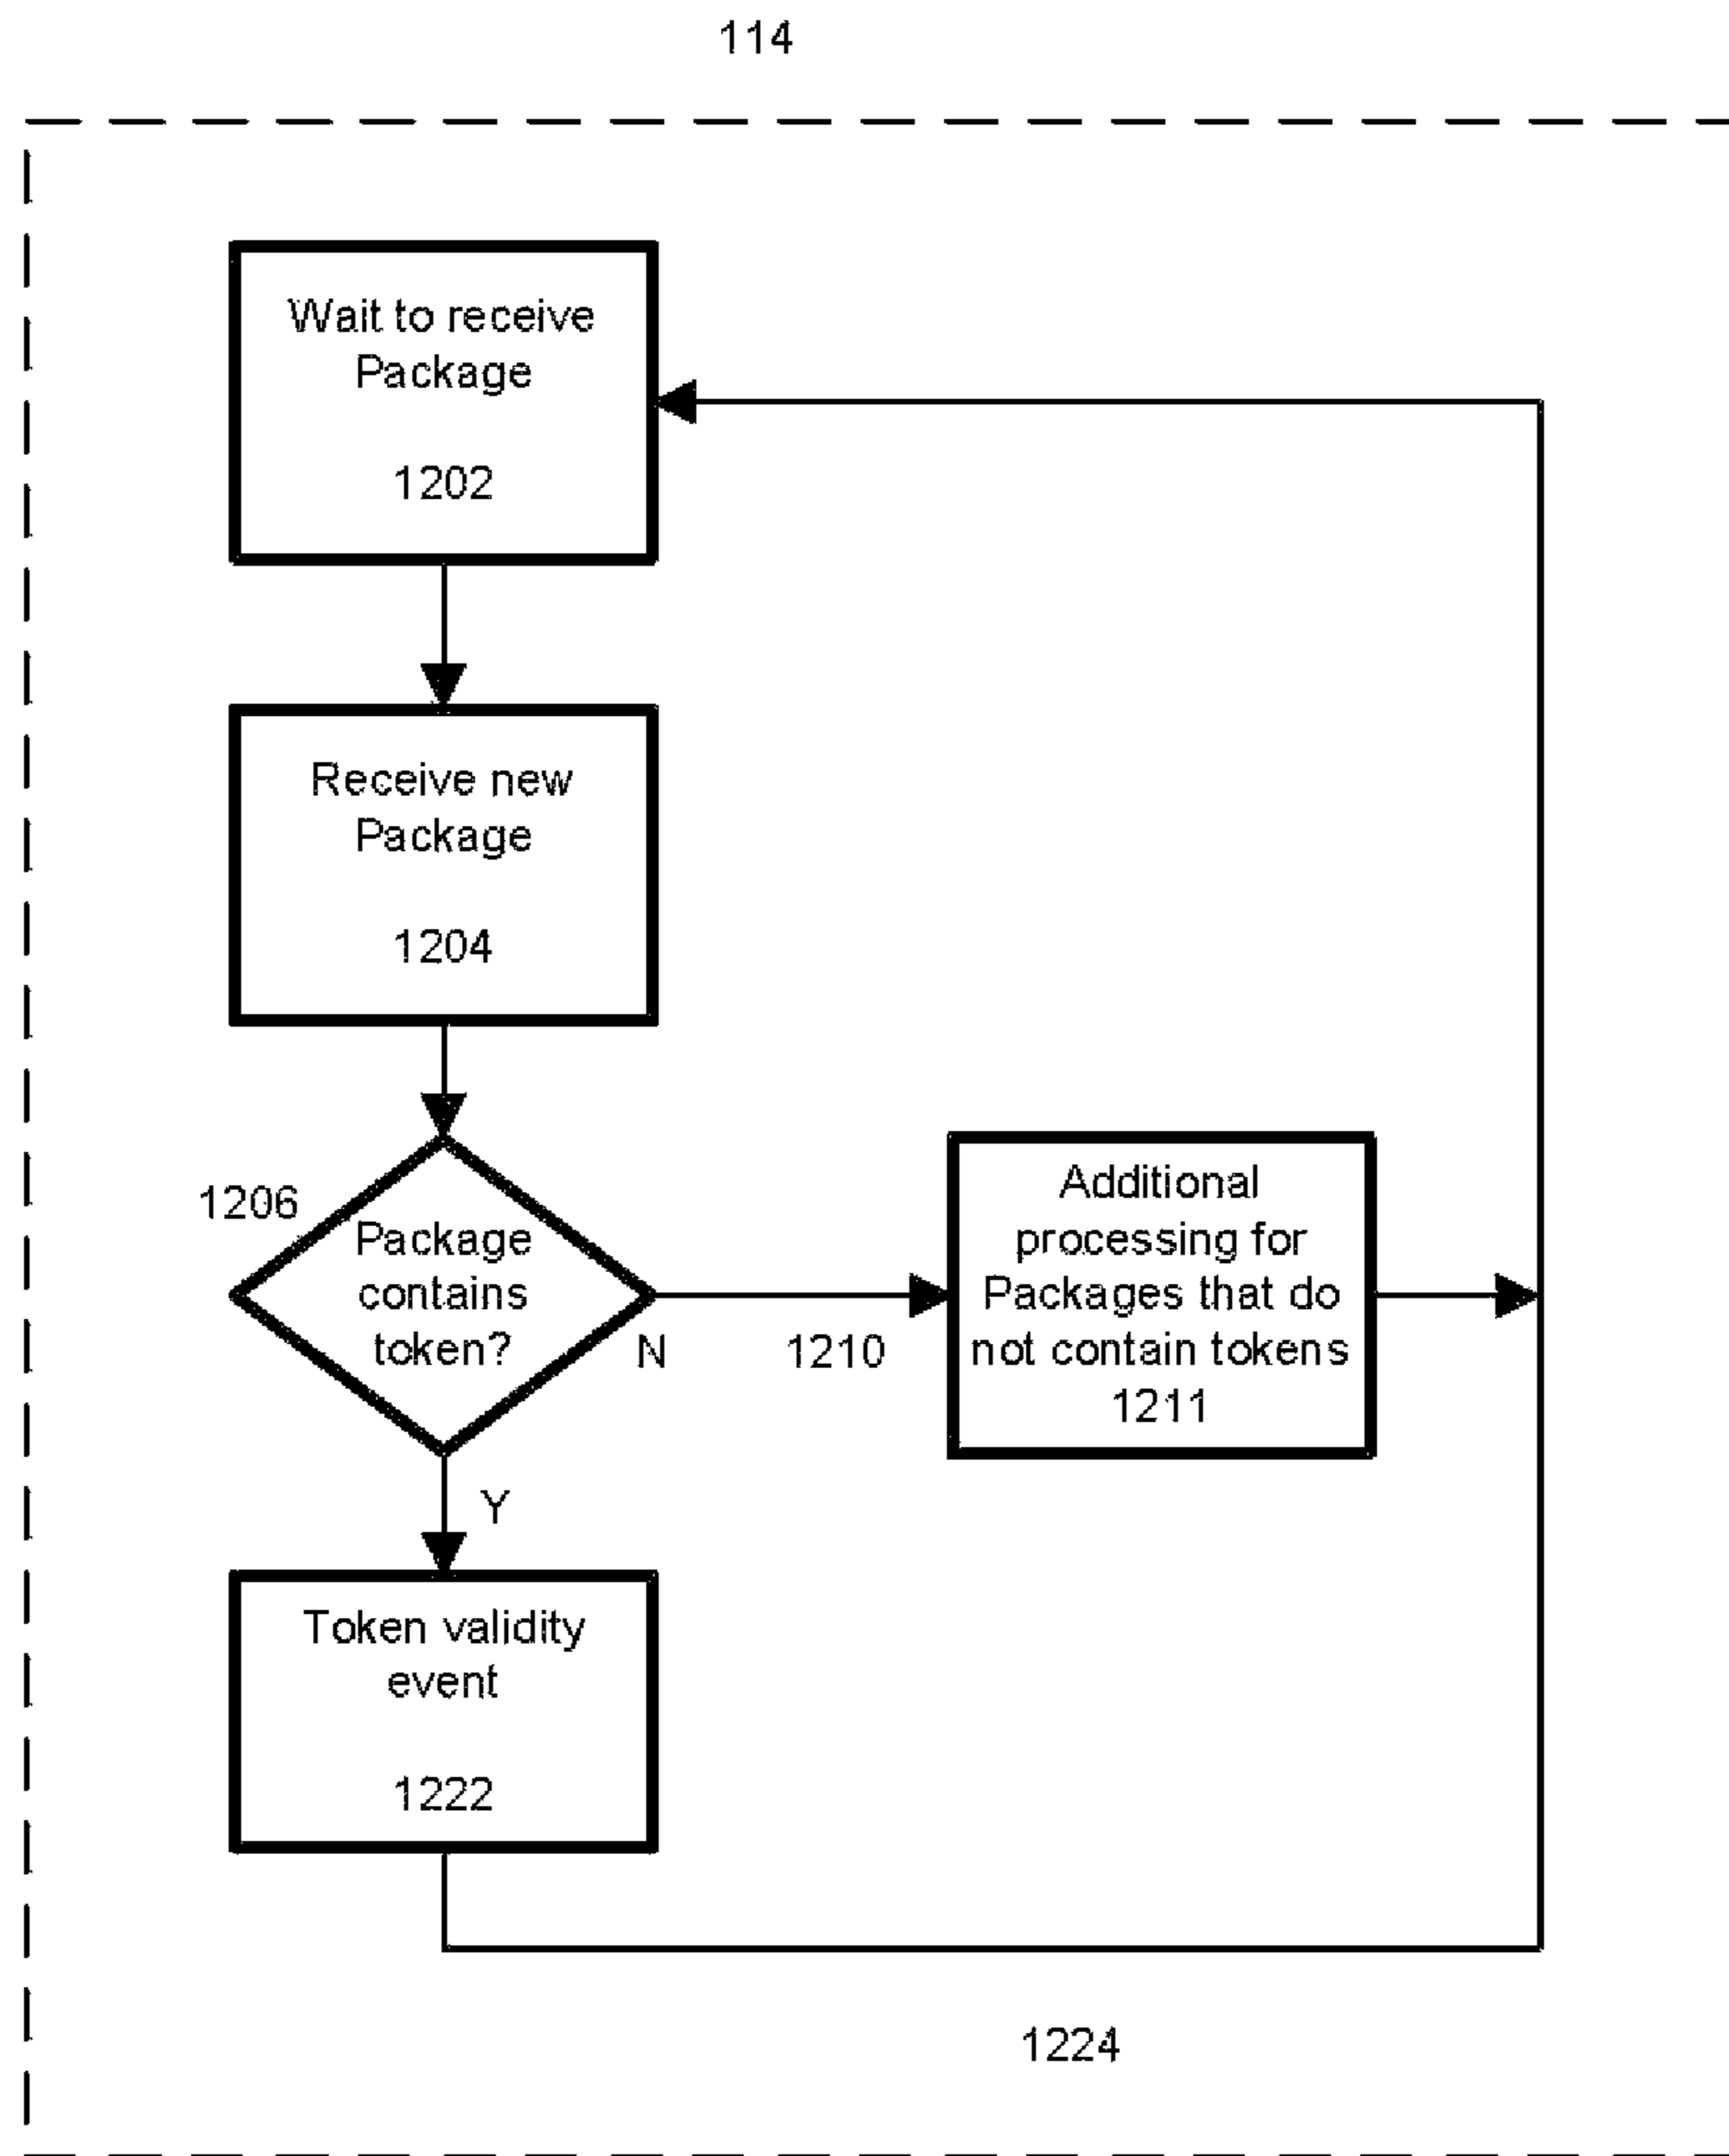 114
Wait to receive
Package
1202
Receive new
Package
1204
1206
Package
contains
token?
N
1210
Additional
processing for
Packages that do
not contain tokens
1211
Y
Token validity
event
1222
1224